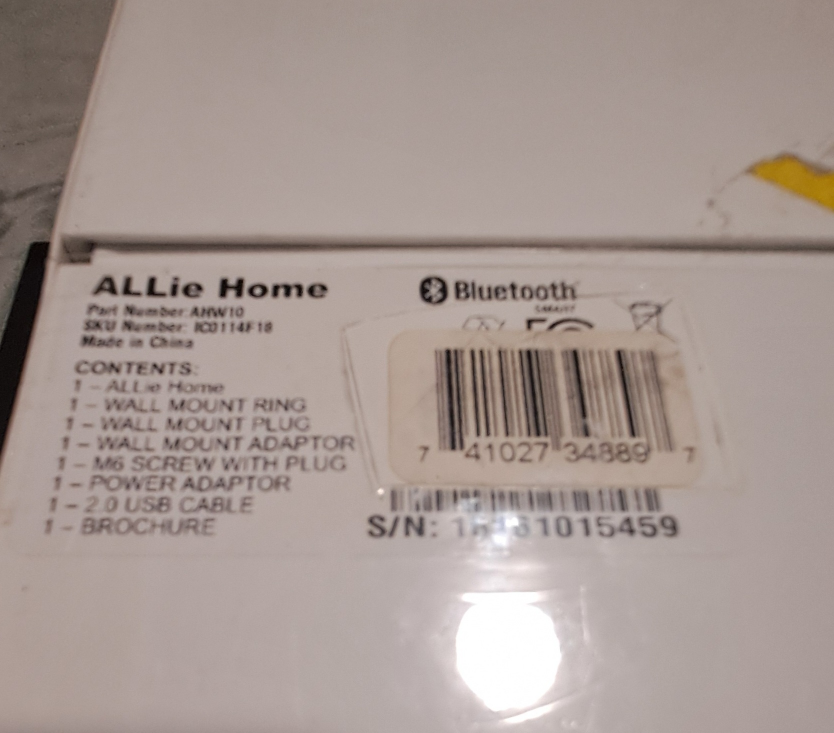 ALLie Home
Part Number: AHW10
SKU Number: IC0114F18
Made in China
CONTENTS:
1 – ALLie Home
1 – WALL MOUNT RING
1 – WALL MOUNT PLUG
1 – WALL MOUNT ADAPTOR
1 – M6 SCREW WITH PLUG
1 – POWER ADAPTOR
1 – 2.0 USB CABLE
1 – BROCHURE
Bluetooth
7 41027 34889 7
S/N: